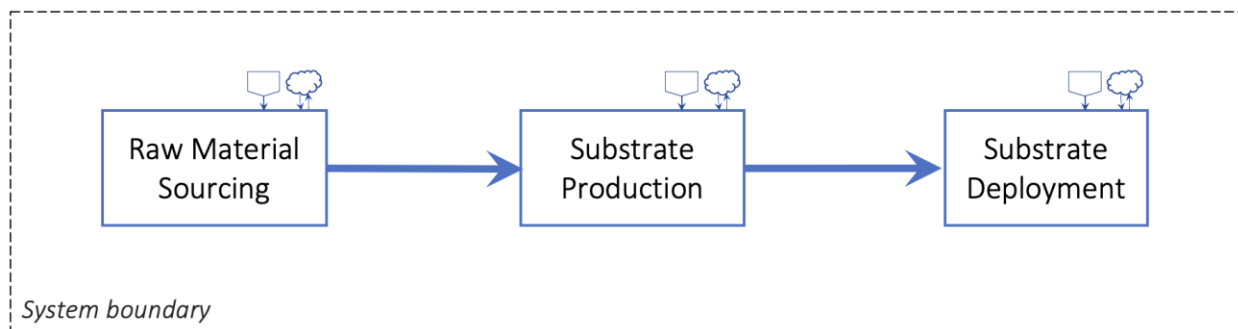 Raw Material
Sourcing
Substrate
Production
Substrate
Deployment
System boundary